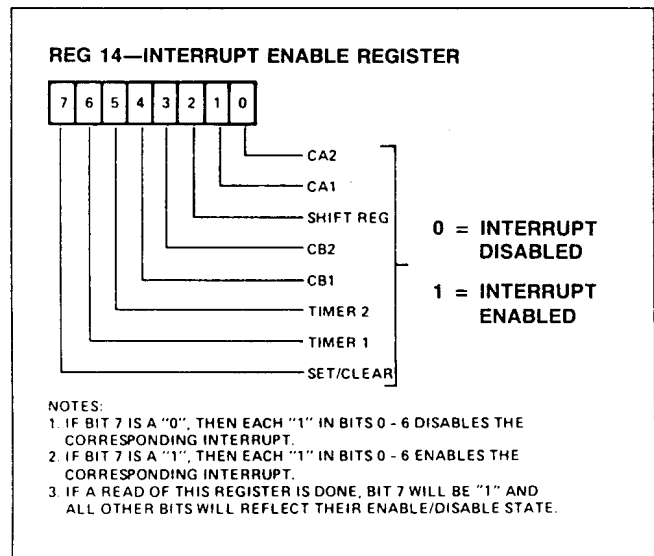 REG 14—INTERRUPT ENABLE REGISTER
7 6 5 4 3 2 1 0
CA2
CA1
SHIFT REG
CB2
CB1
TIMER 2
TIMER 1
SET/CLEAR
0 = INTERRUPT
DISABLED
1 = INTERRUPT
ENABLED
NOTES:
1. IF BIT 7 IS A "0", THEN EACH "1" IN BITS 0 - 6 DISABLES THE
CORRESPONDING INTERRUPT.
2. IF BIT 7 IS A "1", THEN EACH "1" IN BITS 0 - 6 ENABLES THE
CORRESPONDING INTERRUPT.
3. IF A READ OF THIS REGISTER IS DONE, BIT 7 WILL BE "1" AND
ALL OTHER BITS WILL REFLECT THEIR ENABLE/DISABLE STATE.